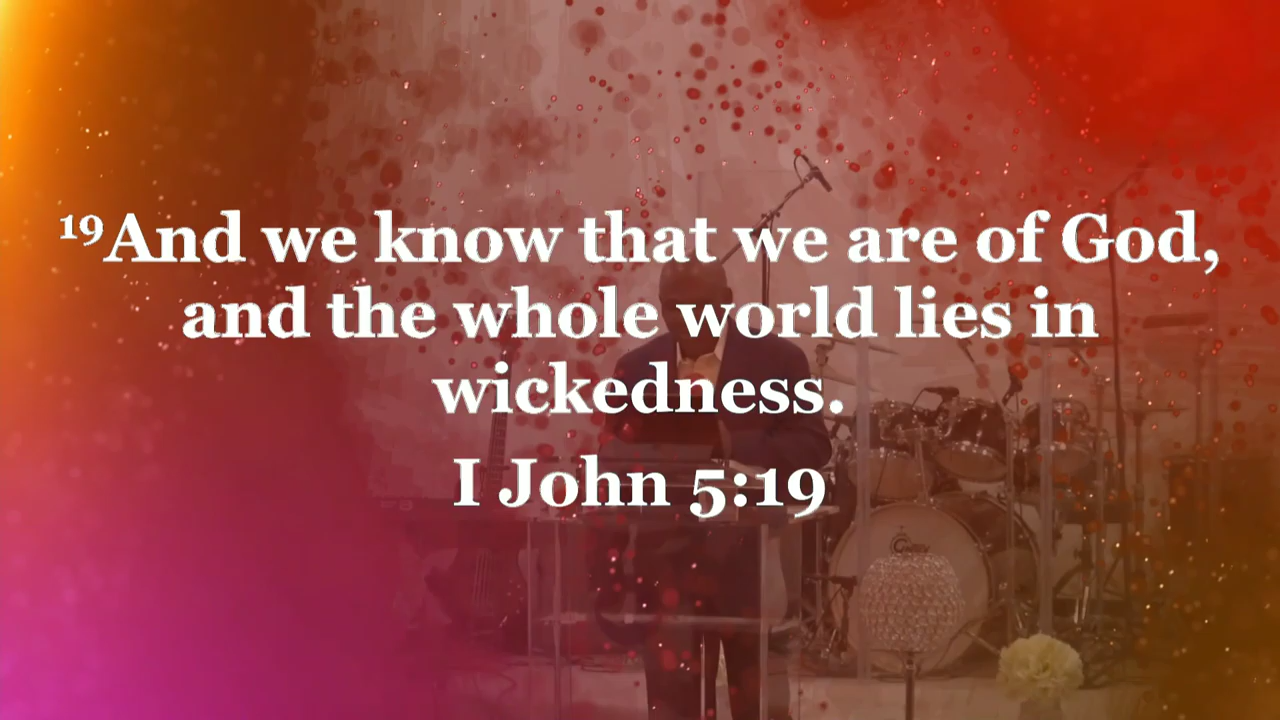 ¹⁹And we know that we are of God,
and the whole world lies in
wickedness.
I John 5:19